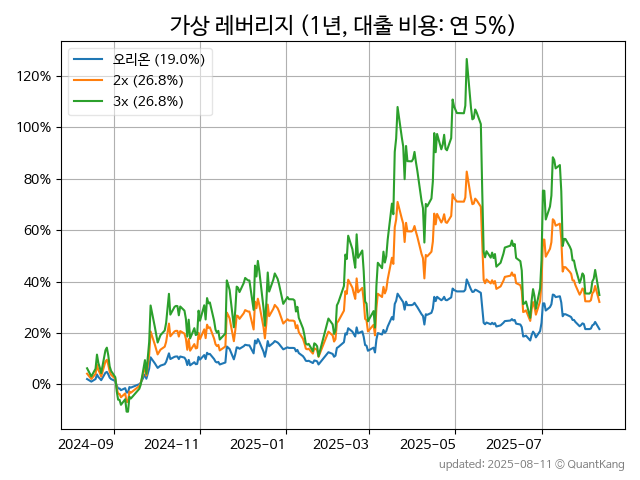 가상 레버리지 (1년, 대출 비용: 연 5%)
오리온 (19.0%)
2x (26.8%)
3x (26.8%)
120%
100%
80%
60%
40%
20%
0%
2024-09 2024-11 2025-01 2025-03 2025-05 2025-07
updated: 2025-08-11 © QuantKang